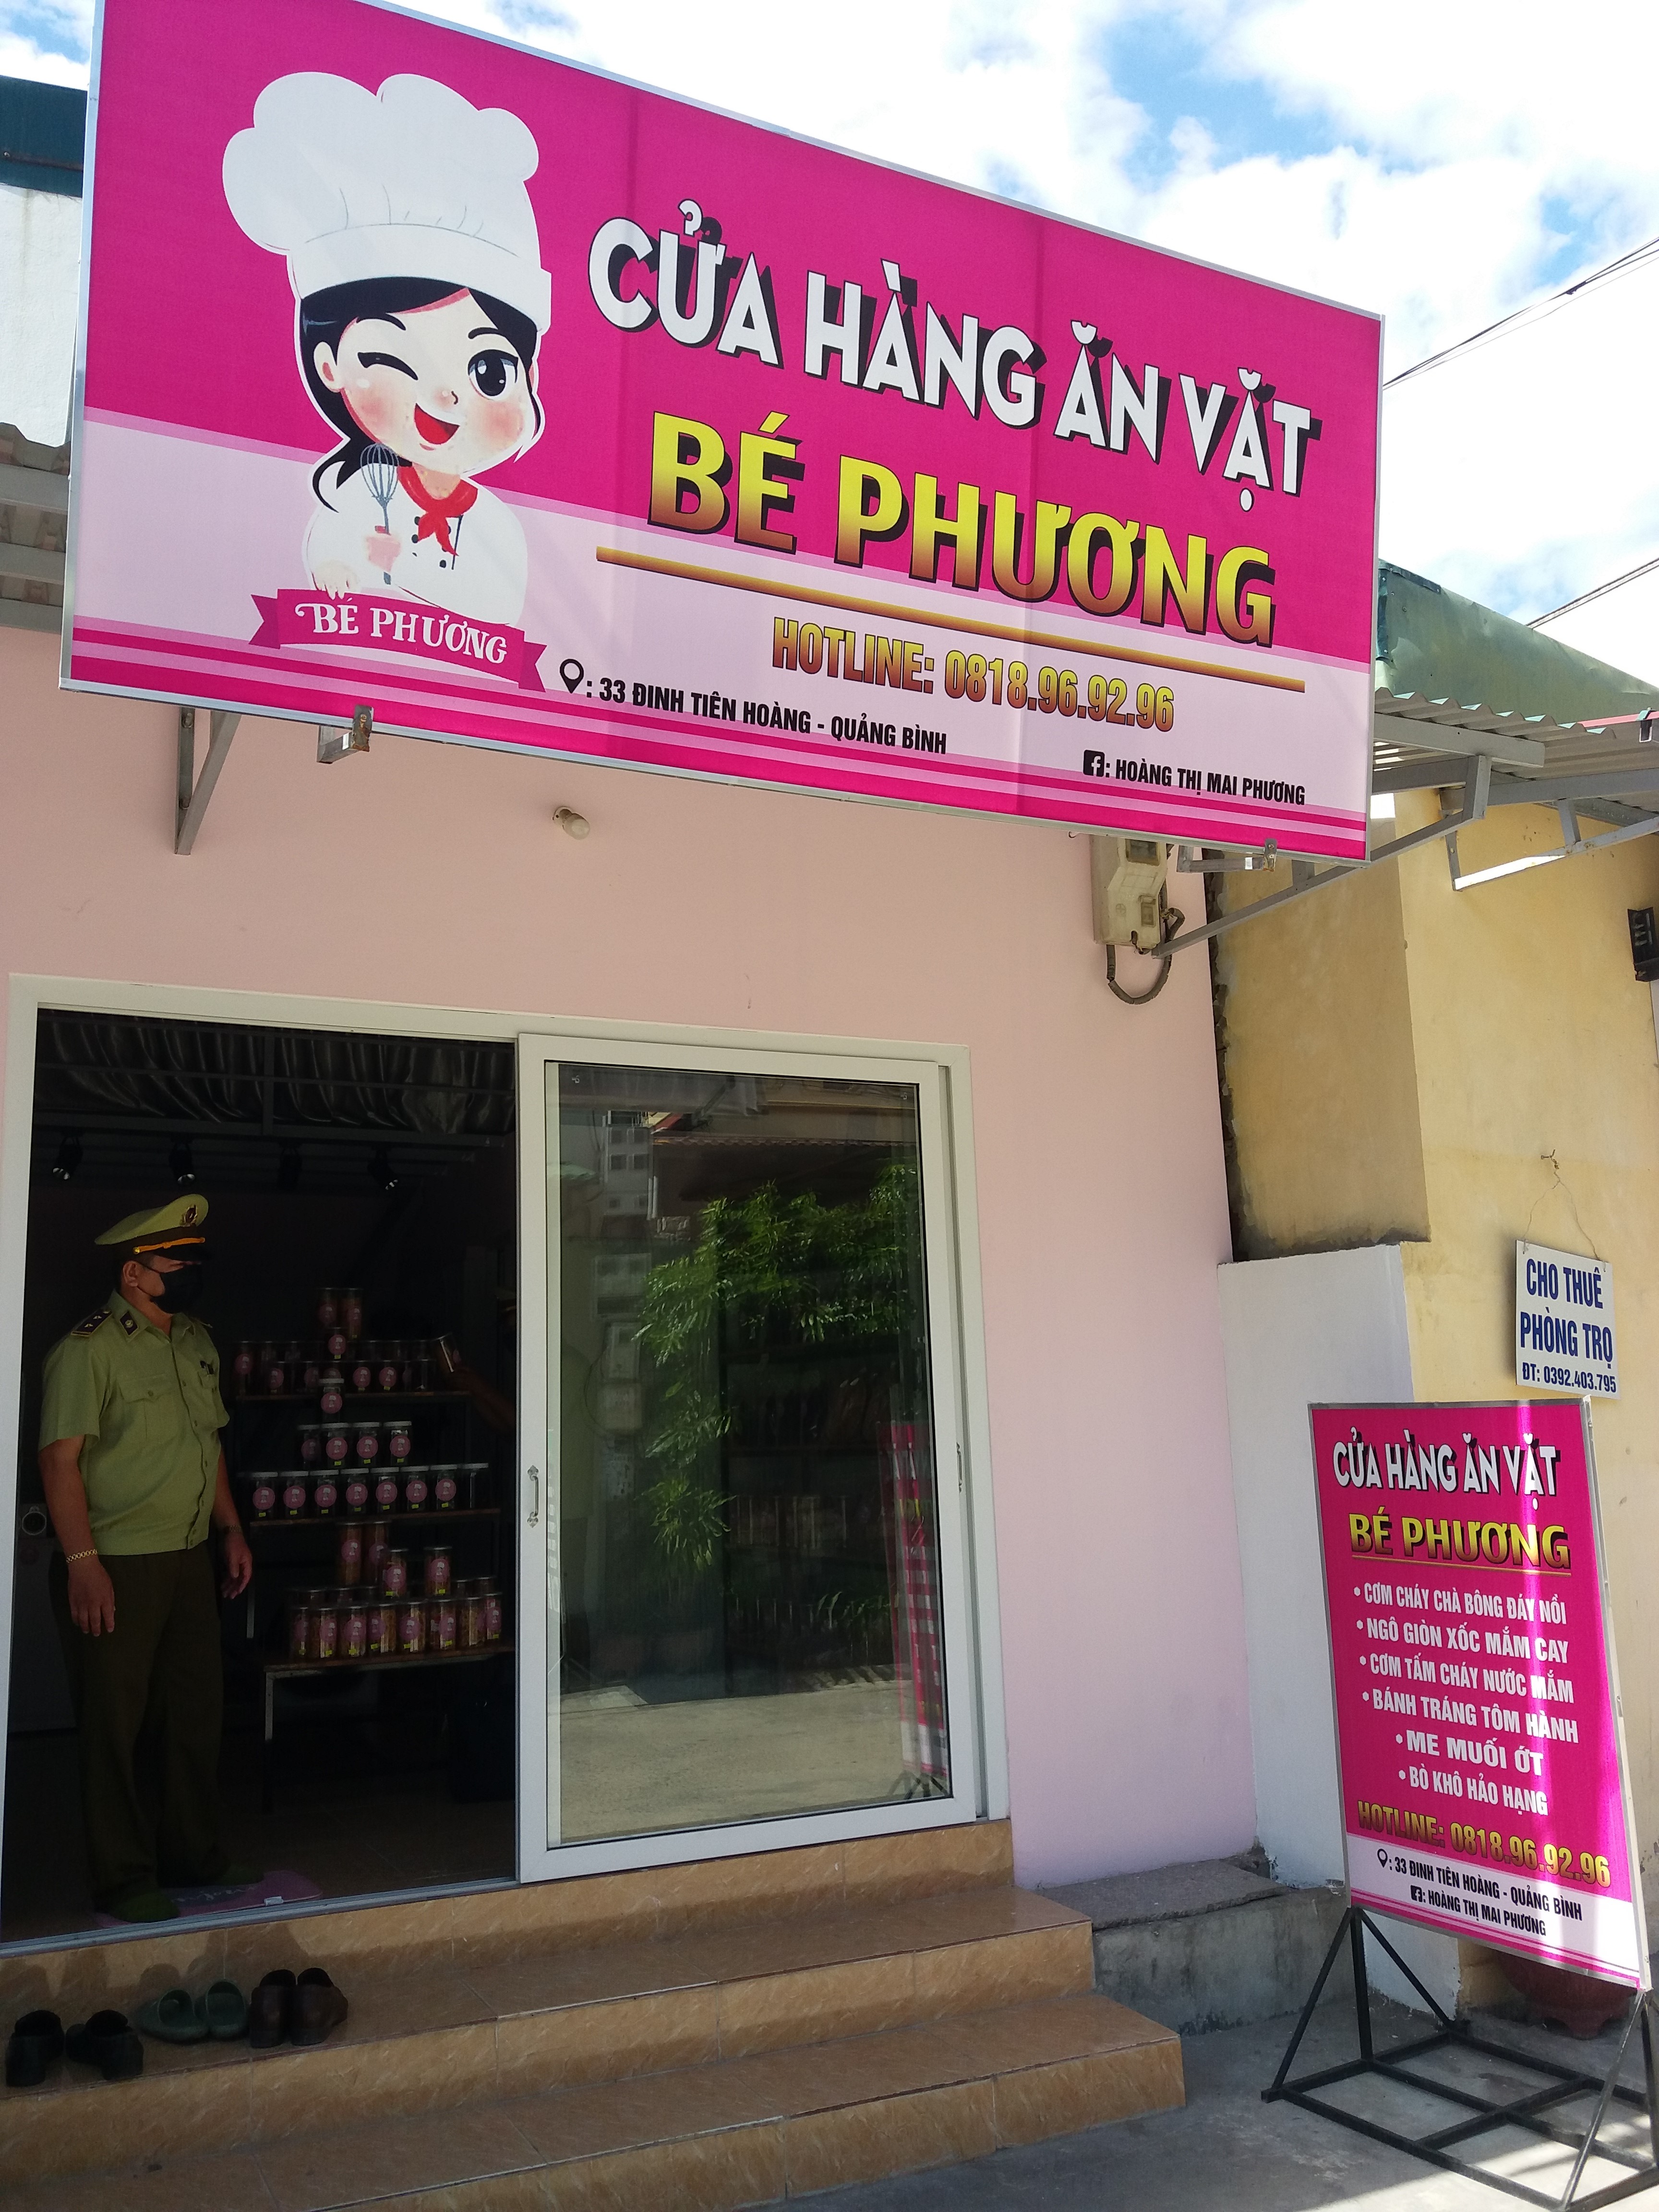 CỬA HÀNG ĂN VẶT
BÉ PHƯƠNG
BÉ PHƯƠNG
HOTLINE: 0818.96.92.96
: 33 ĐINH TIÊN HOÀNG - QUẢNG BÌNH
: HOÀNG THỊ MAI PHƯƠNG
CHO THUÊ
PHÒNG TRỌ
ĐT: 0392.403.795
CỬA HÀNG ĂN VẶT
BÉ PHƯƠNG
• CƠM CHÁY CHÀ BÔNG ĐÁY NỒI
• NGÔ GIÒN XỐC MẮM CAY
• CƠM TẤM CHÁY NƯỚC MẮM
• BÁNH TRÁNG TÔM HÀNH
• ME MUỐI ỚT
• BÒ KHÔ HẢO HẠNG
HOTLINE: 0818.96.92.96
: 33 ĐINH TIÊN HOÀNG - QUẢNG BÌNH
: HOÀNG THỊ MAI PHƯƠNG